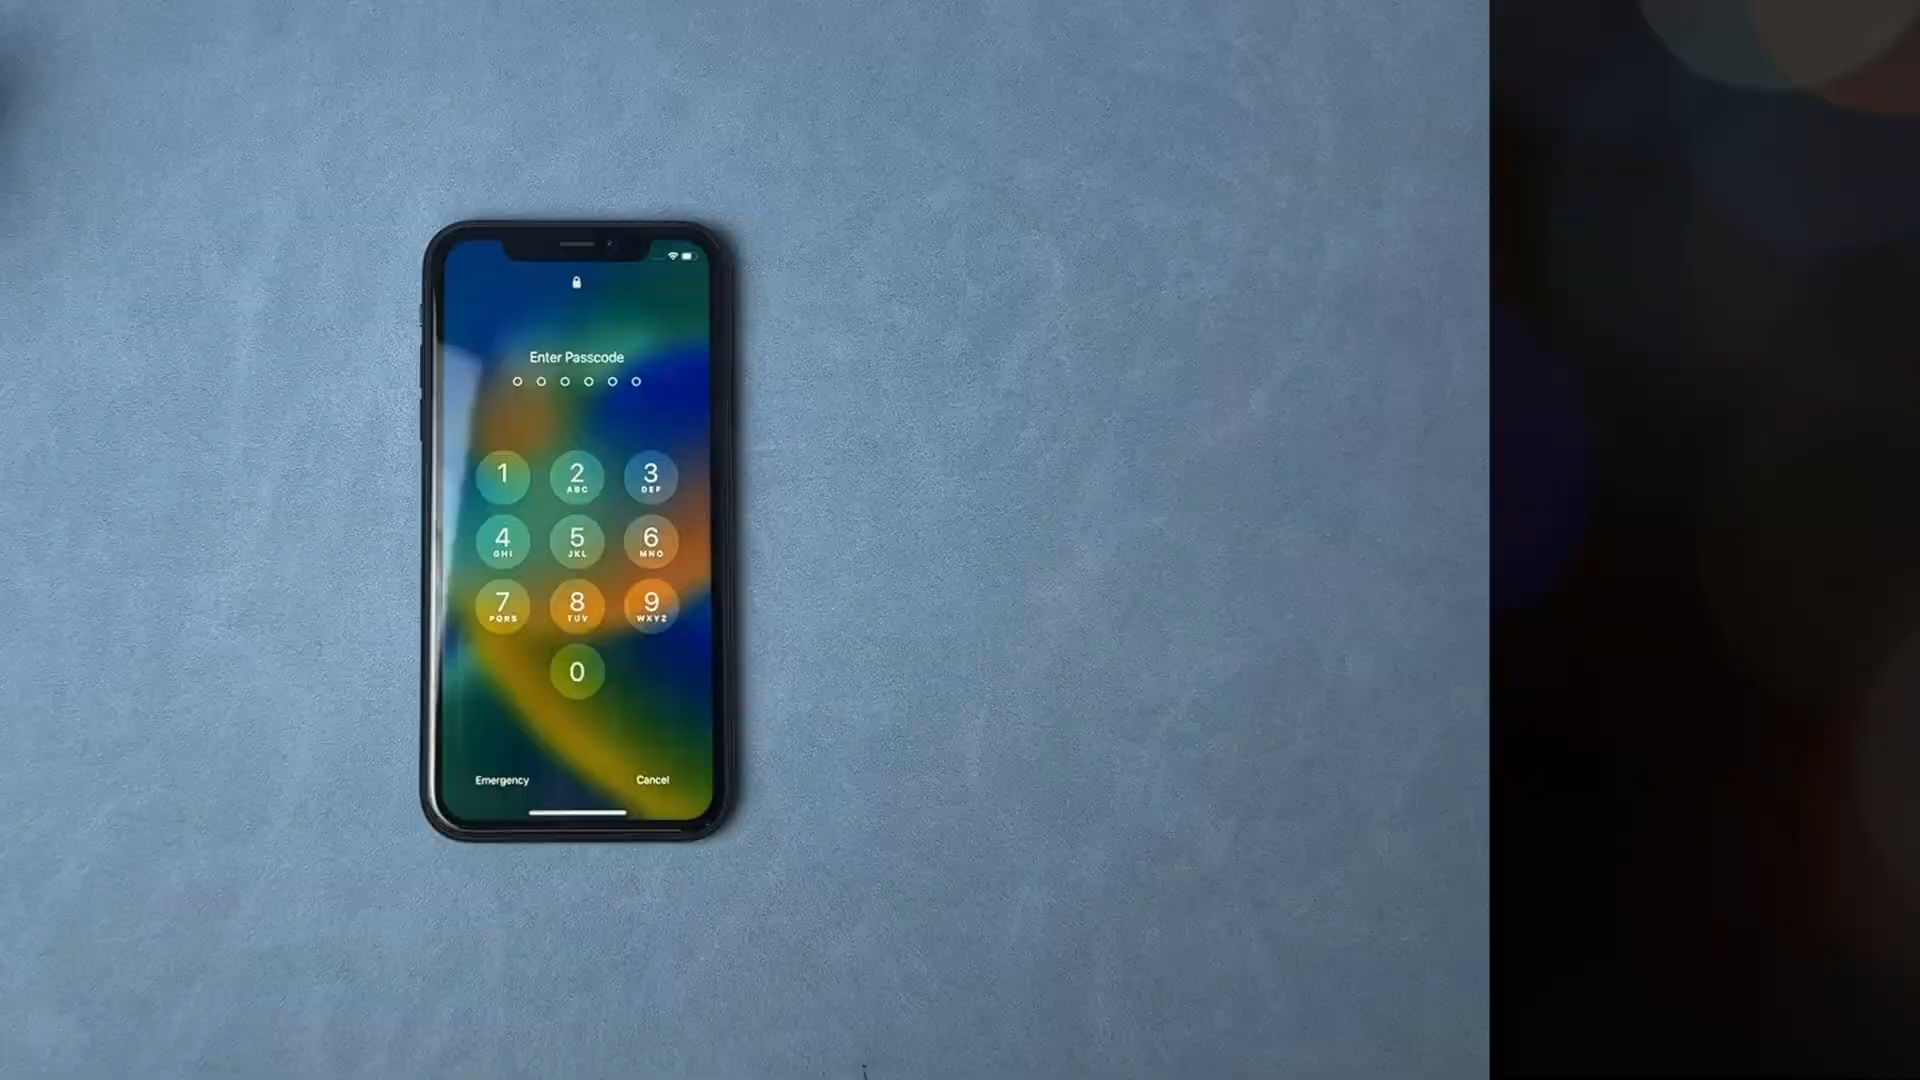 Enter Passcode
1 2 3
ABC DEF
4 5 6
GHI JKL MNO
7 8 9
PQRS TUV WXYZ
0
Emergency Cancel